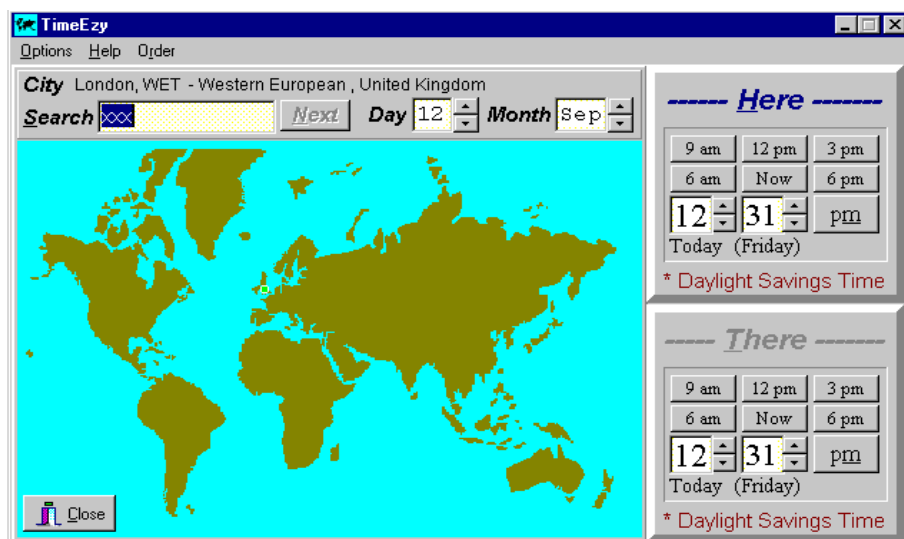 TimeEzy
Options Help Order
City London, WET - Western European , United Kingdom
Search xxx Next Day 12 Month Sep
------ Here -------
9 am 12 pm 3 pm
6 am Now 6 pm
12 31 pm
Today (Friday)
* Daylight Savings Time
----- There -------
9 am 12 pm 3 pm
6 am Now 6 pm
12 31 pm
Today (Friday)
* Daylight Savings Time
Close